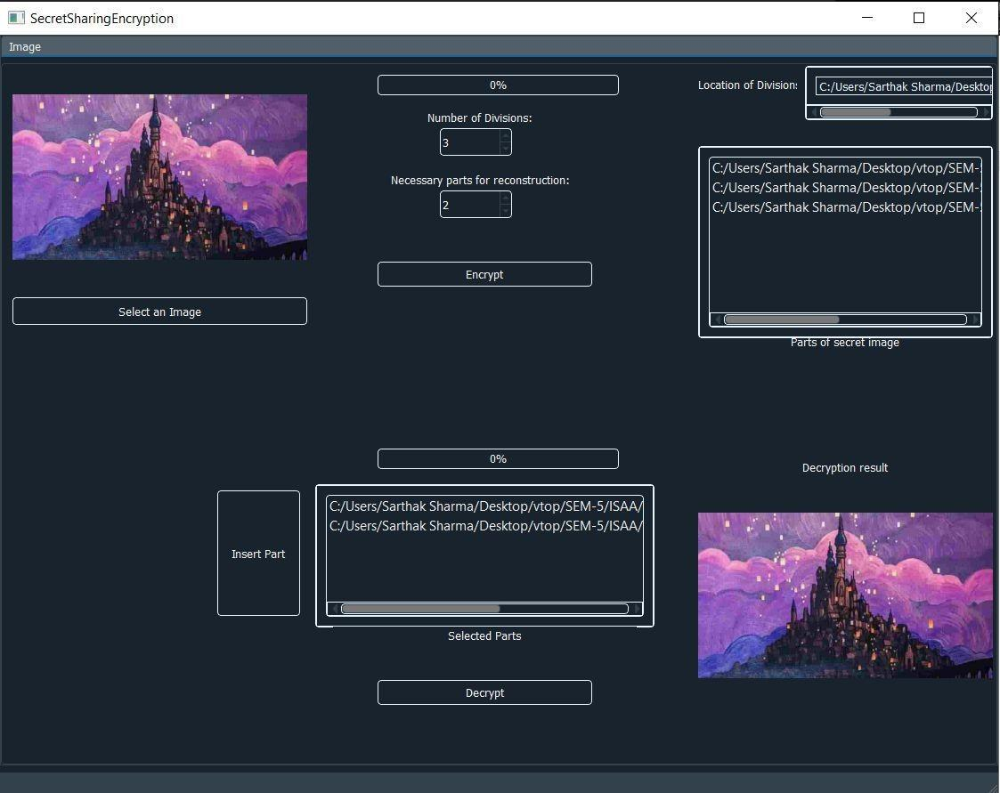 SecretSharingEncryption
Image
0%
Location of Division:
C:/Users/Sarthak Sharma/Deskto
Number of Divisions:
3
Necessary parts for reconstruction:
2
C:/Users/Sarthak Sharma/Desktop/vtop/SEM-
C:/Users/Sarthak Sharma/Desktop/vtop/SEM-
C:/Users/Sarthak Sharma/Desktop/vtop/SEM-
Encrypt
Select an Image
Parts of secret image
0%
Decryption result
Insert Part
C:/Users/Sarthak Sharma/Desktop/vtop/SEM-5/ISAA/
C:/Users/Sarthak Sharma/Desktop/vtop/SEM-5/ISAA/
Selected Parts
Decrypt